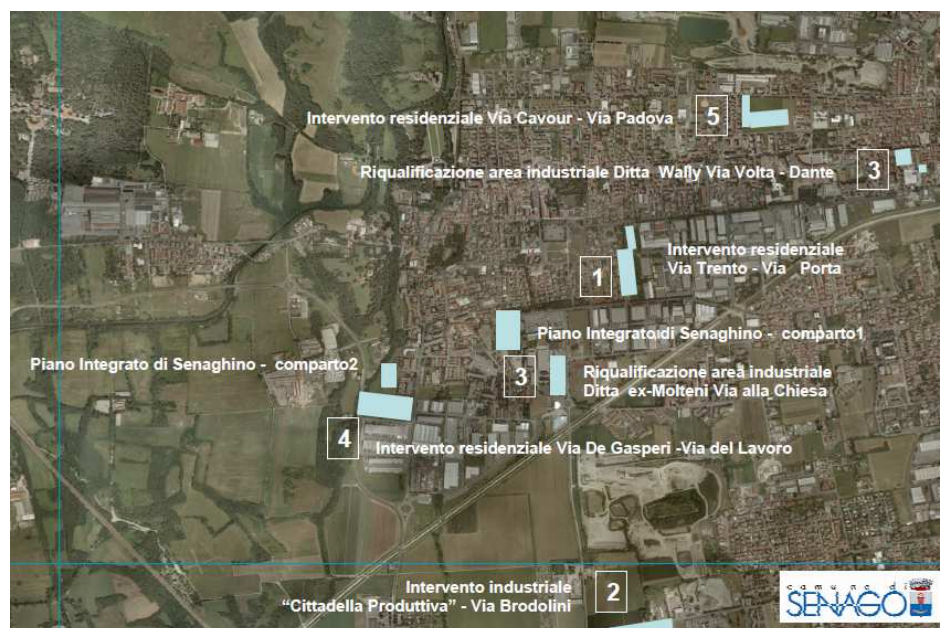 Intervento residenziale Via Cavour - Via Padova
5
Riqualificazione area industriale Ditta Wally Via Volta - Dante
3
Intervento residenziale
Via Trento - Via Porta
1
Piano Integrato di Senaghino - comparto1
Piano Integrato di Senaghino - comparto2
3
Riqualificazione area industriale
Ditta ex-Molteni Via alla Chiesa
4
Intervento residenziale Via De Gasperi -Via del Lavoro
Intervento industriale
“Cittadella Produttiva” - Via Brodolini
2
comune di
SENAGO